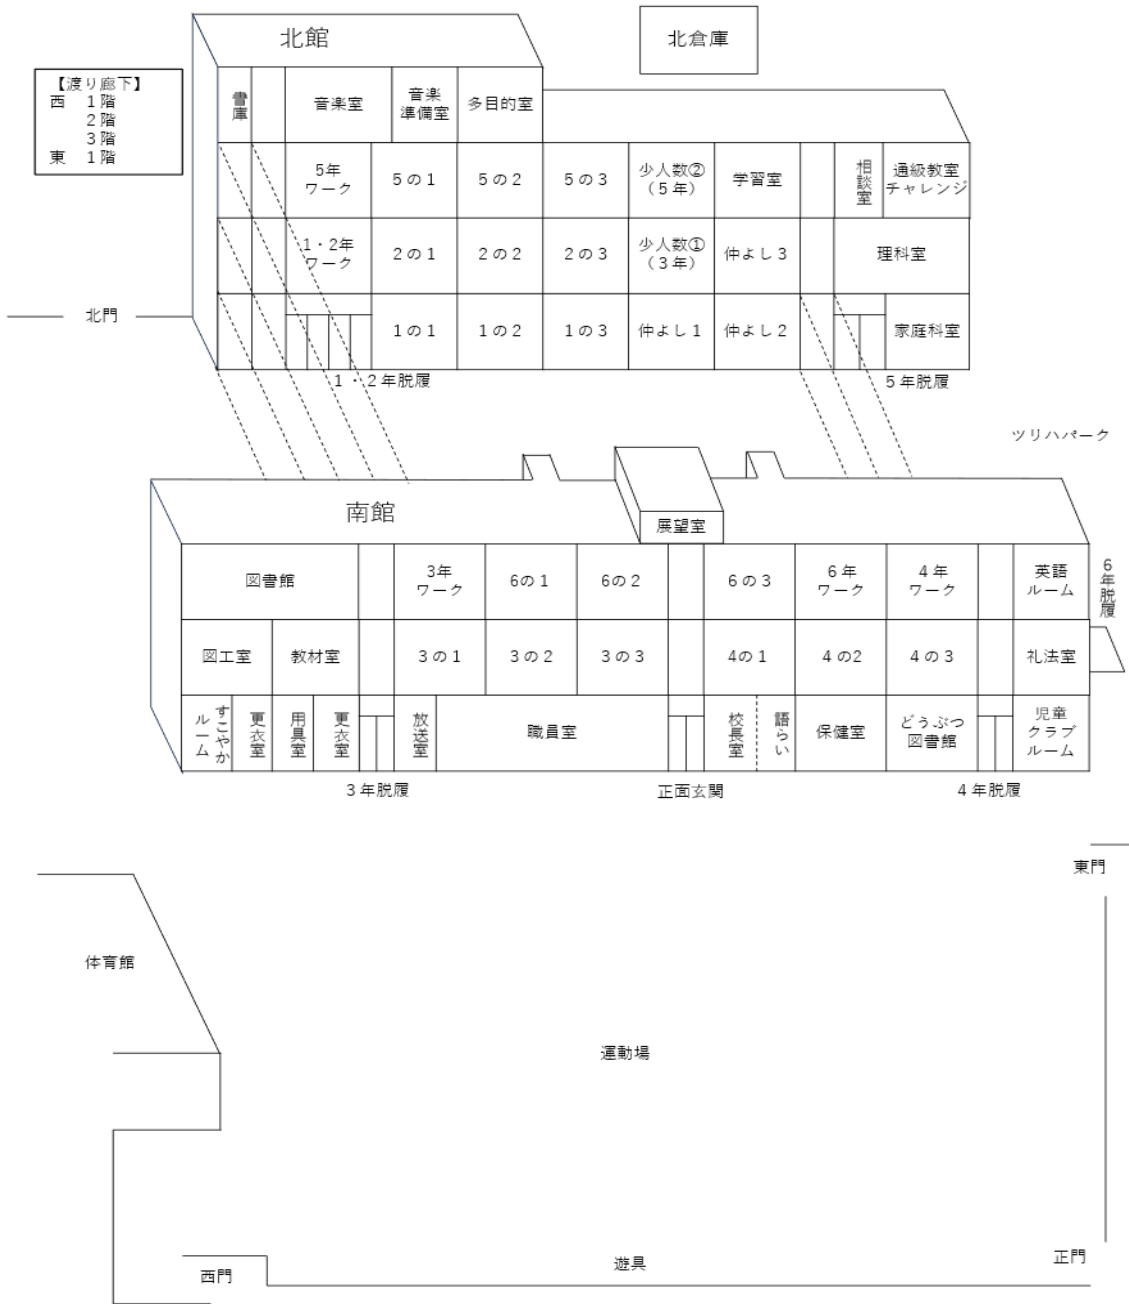 北館
北倉庫
【渡り廊下】
西　1階
2階
3階
東　1階
書庫
音楽室
音楽
準備室
多目的室
5年
ワーク
5の1
5の2
5の3
少人数②
（5年）
学習室
相談室
通級教室
チャレンジ
1・2年
ワーク
2の1
2の2
2の3
少人数①
（3年）
仲よし3
理科室
北門
1の1
1の2
1の3
仲よし1
仲よし2
家庭科室
1・2年脱履
5年脱履
ツリハパーク
南館
展望室
図書館
3年
ワーク
6の1
6の2
6の3
6年
ワーク
4年
ワーク
英語
ルーム
6年脱履
図工室
教材室
3の1
3の2
3の3
4の1
4の2
4の3
礼法室
すこやか
ルーム
更衣室
用具室
更衣室
放送室
職員室
校長室
語らい
保健室
どうぶつ
図書館
児童
クラブ
ルーム
3年脱履
正面玄関
4年脱履
東門
体育館
運動場
正門
遊具
西門